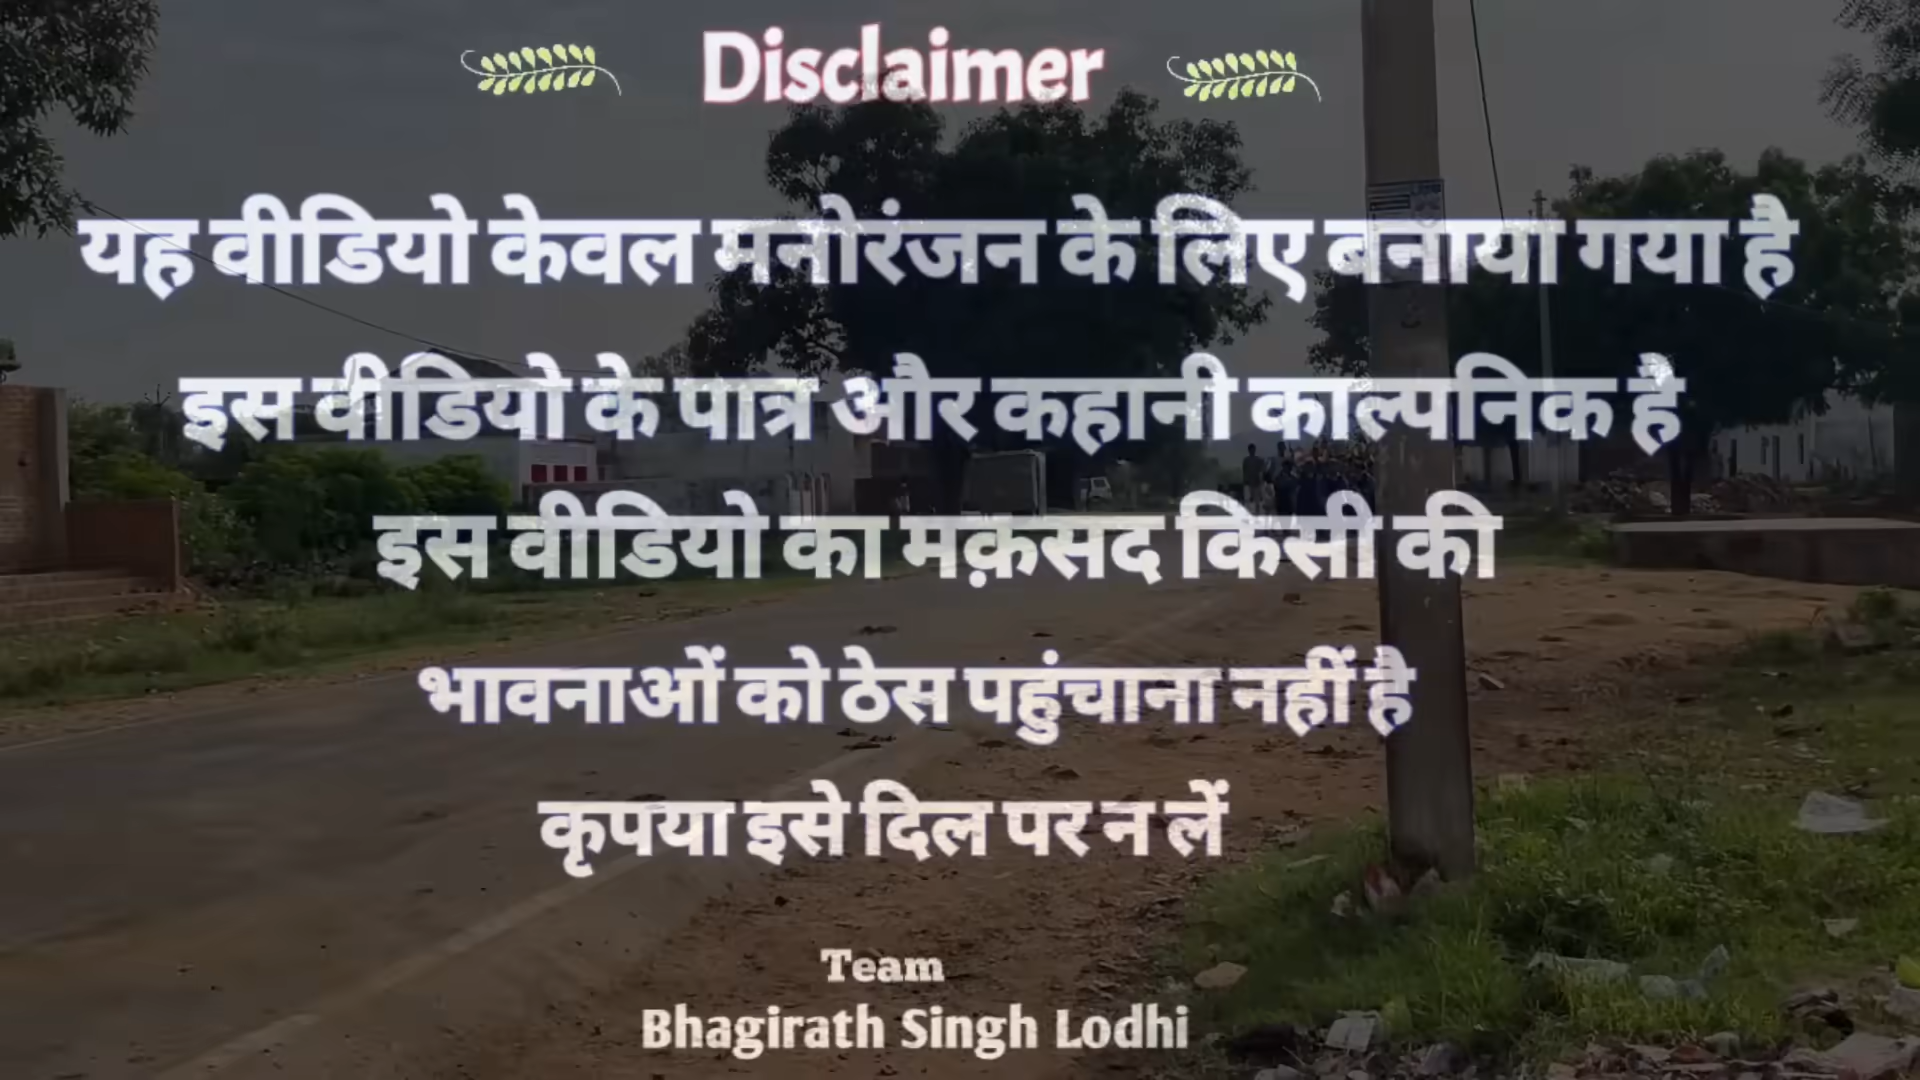 Disclaimer
यह वीडियो केवल मनोरंजन के लिए बनाया गया है
इस वीडियो के पात्र और कहानी काल्पनिक है
इस वीडियो का मक़सद किसी की
भावनाओं को ठेस पहुंचाना नहीं है
कृपया इसे दिल पर न लें
Team
Bhagirath Singh Lodhi